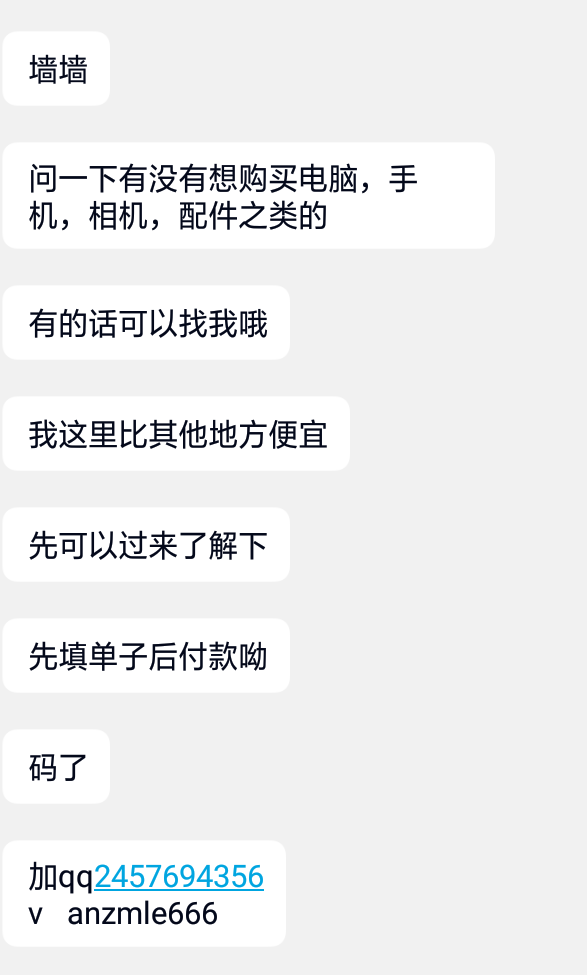 墙墙
问一下有没有想购买电脑，手
机，相机，配件之类的
有的话可以找我哦
我这里比其他地方便宜
先可以过来了解下
先填单子后付款呦
码了
加qq2457694356
v   anzmle666